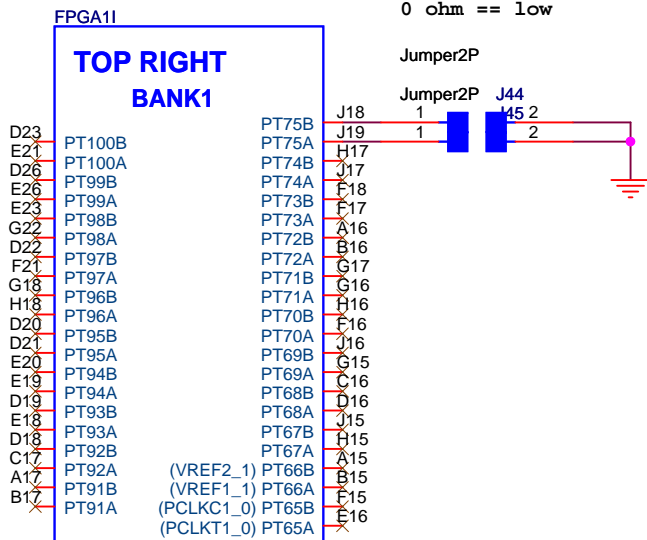 0 ohm == low
FPGA1I
TOP RIGHT
BANK1
Jumper2P
Jumper2P
J44
J45
J18 1 2
J19 1 2
D23 PT100B
E21 PT100A
D26 PT99B
E26 PT99A
E23 PT98B
G22 PT98A
D22 PT97B
F21 PT97A
G18 PT96B
H18 PT96A
D20 PT95B
D21 PT95A
E20 PT94B
E19 PT94A
D19 PT93B
E18 PT93A
D18 PT92B
C17 PT92A
A17 PT91B
B17 PT91A
PT75B
PT75A
PT74B H17
PT74A J17
PT73B F18
PT73A F17
PT72B A16
PT72A B16
PT71B G17
PT71A G16
PT70B H16
PT70A F16
PT69B J16
PT69A G15
PT68B C16
PT68A D16
PT67B J15
PT67A H15
(VREF2_1) PT66B A15
(VREF1_1) PT66A B15
(PCLKC1_0) PT65B F15
(PCLKT1_0) PT65A E16